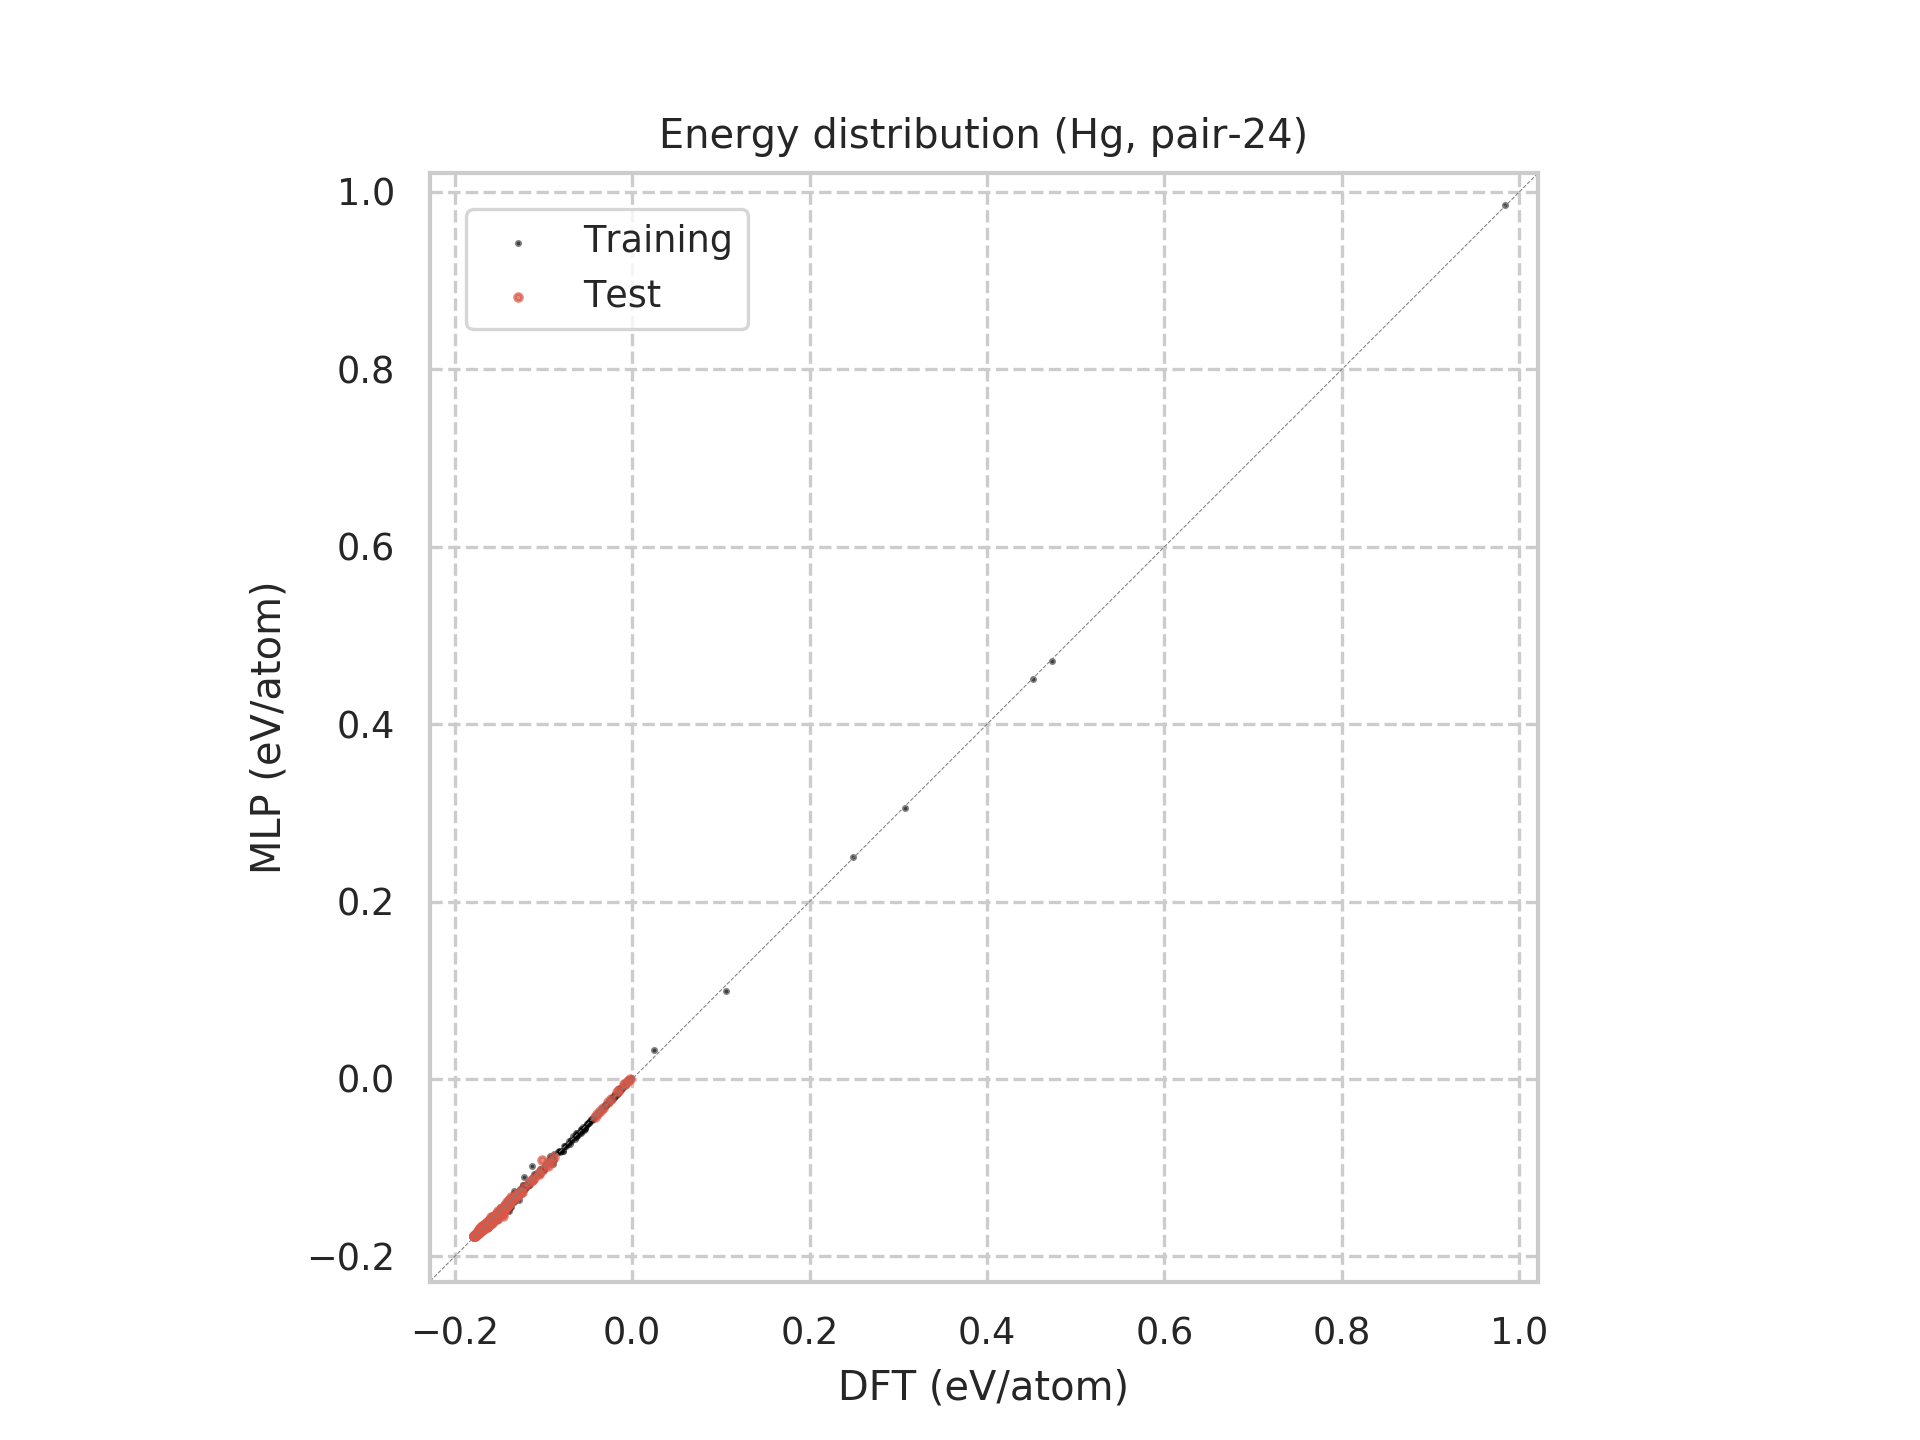 Energy distribution (Hg, pair-24)
Training
Test
1.0
0.8
0.6
0.4
0.2
0.0
−0.2
MLP (eV/atom)
−0.2 0.0 0.2 0.4 0.6 0.8 1.0
DFT (eV/atom)